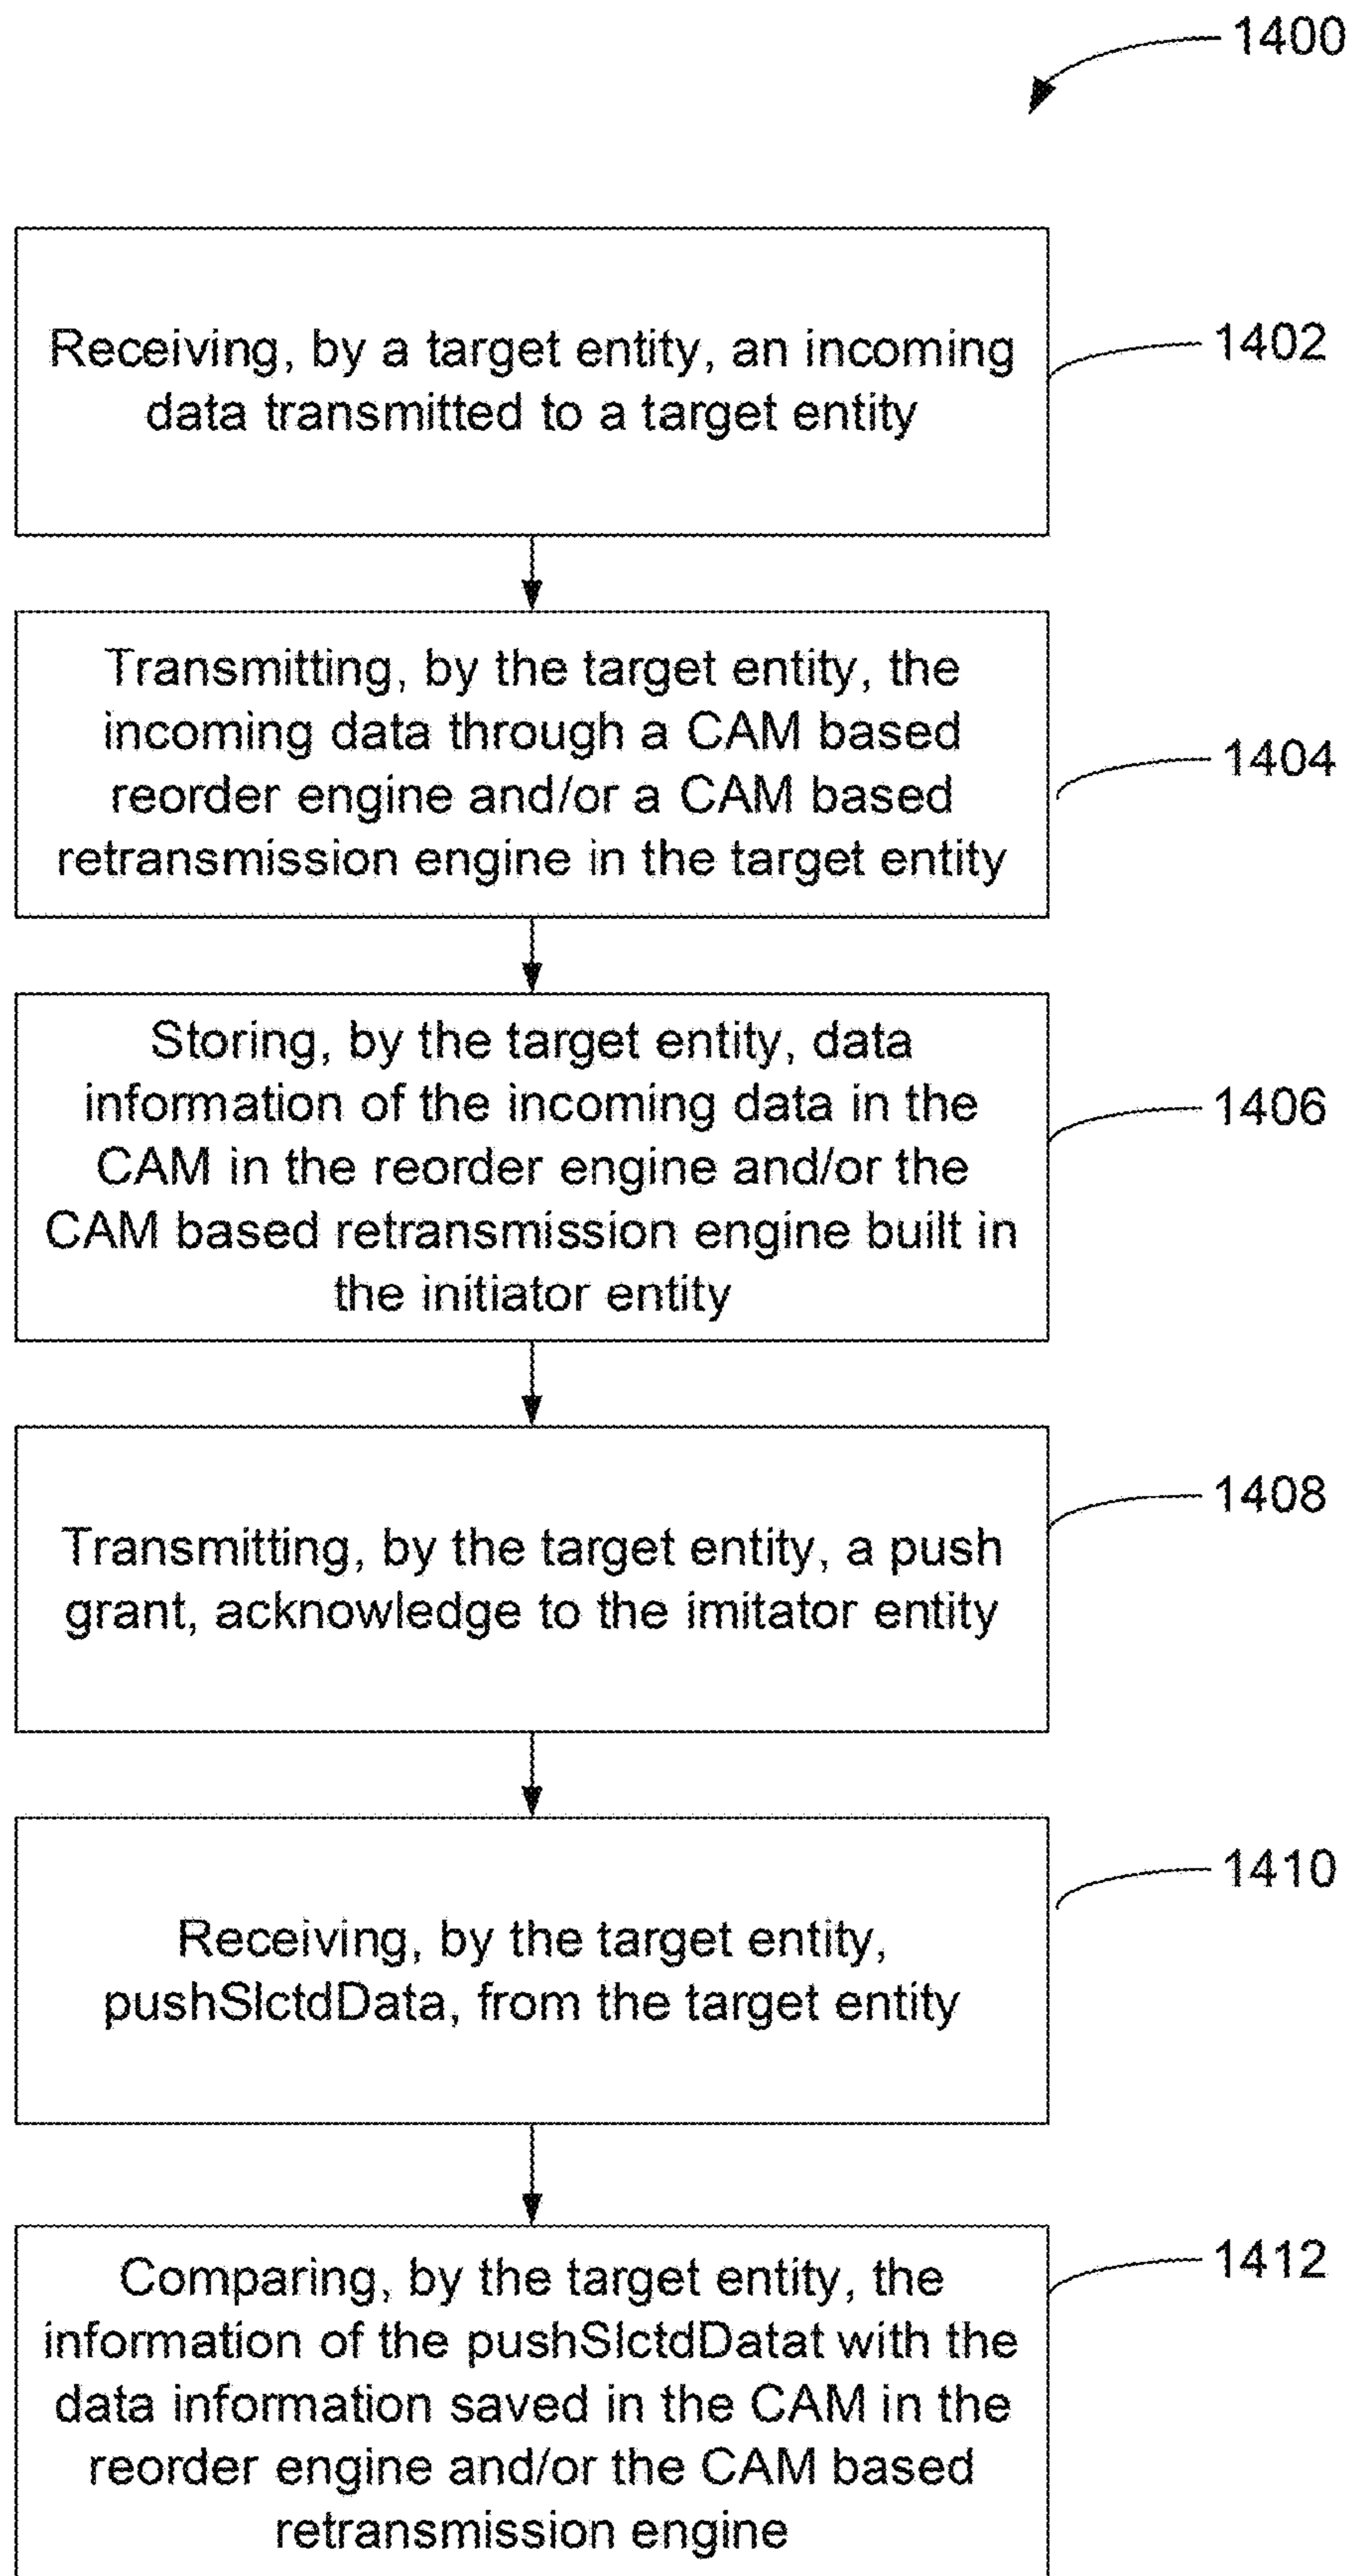 1400
Receiving, by a target entity, an incoming
data transmitted to a target entity
1402
Transmitting, by the target entity, the
incoming data through a CAM based
reorder engine and/or a CAM based
retransmission engine in the target entity
1404
Storing, by the target entity, data
information of the incoming data in the
CAM in the reorder engine and/or the
CAM based retransmission engine built in
the initiator entity
1406
Transmitting, by the target entity, a push
grant, acknowledge to the imitator entity
1408
Receiving, by the target entity,
pushSlctdData, from the target entity
1410
Comparing, by the target entity, the
information of the pushSlctdDatat with the
data information saved in the CAM in the
reorder engine and/or the CAM based
retransmission engine
1412